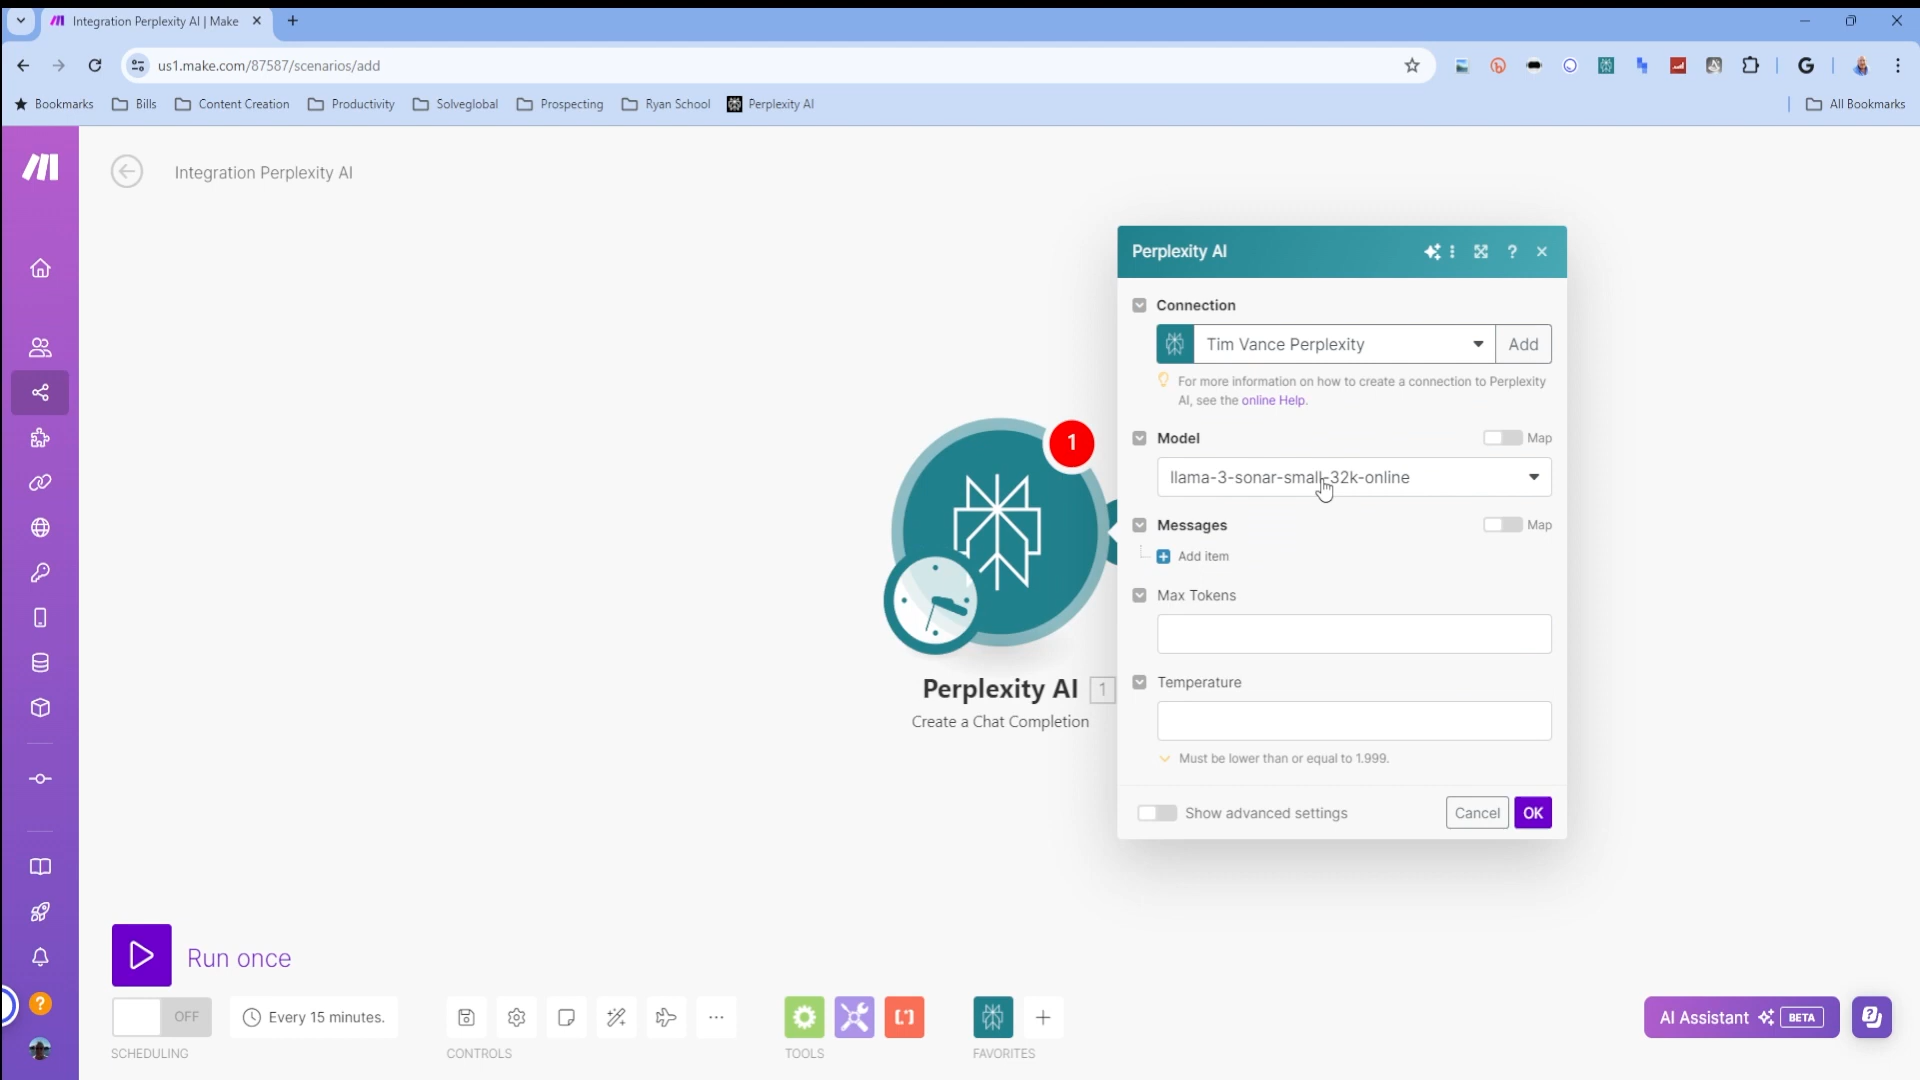 Integration Perplexity AI | Make
us1.make.com/87587/scenarios/add
Bookmarks
Bills
Content Creation
Productivity
Solveglobal
Prospecting
Ryan School
Perplexity AI
All Bookmarks
Integration Perplexity AI
Perplexity AI
Connection
Tim Vance Perplexity
Add
For more information on how to create a connection to Perplexity
AI, see the online Help.
Model
Map
llama-3-sonar-small-32k-online
Messages
Map
Add item
Max Tokens
Temperature
Must be lower than or equal to 1.999.
Show advanced settings
Cancel
OK
1
Perplexity AI
1
Create a Chat Completion
Run once
OFF
Every 15 minutes.
SCHEDULING
CONTROLS
TOOLS
FAVORITES
AI Assistant
BETA